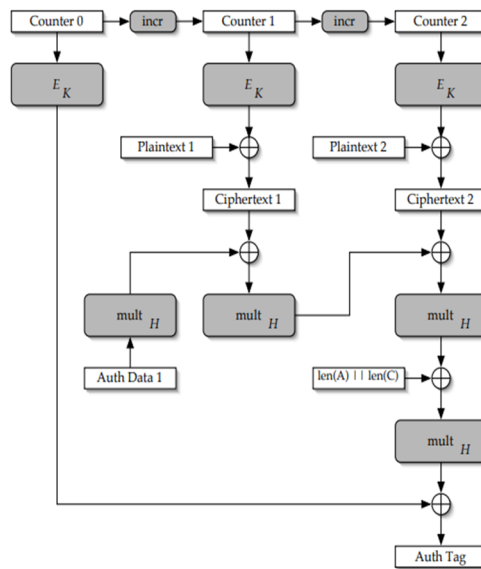 Counter 0
incr
Counter 1
incr
Counter 2
E K
E K
E K
Plaintext 1
Plaintext 2
Ciphertext 1
Ciphertext 2
mult H
mult H
mult H
Auth Data 1
len(A) | | len(C)
mult H
Auth Tag